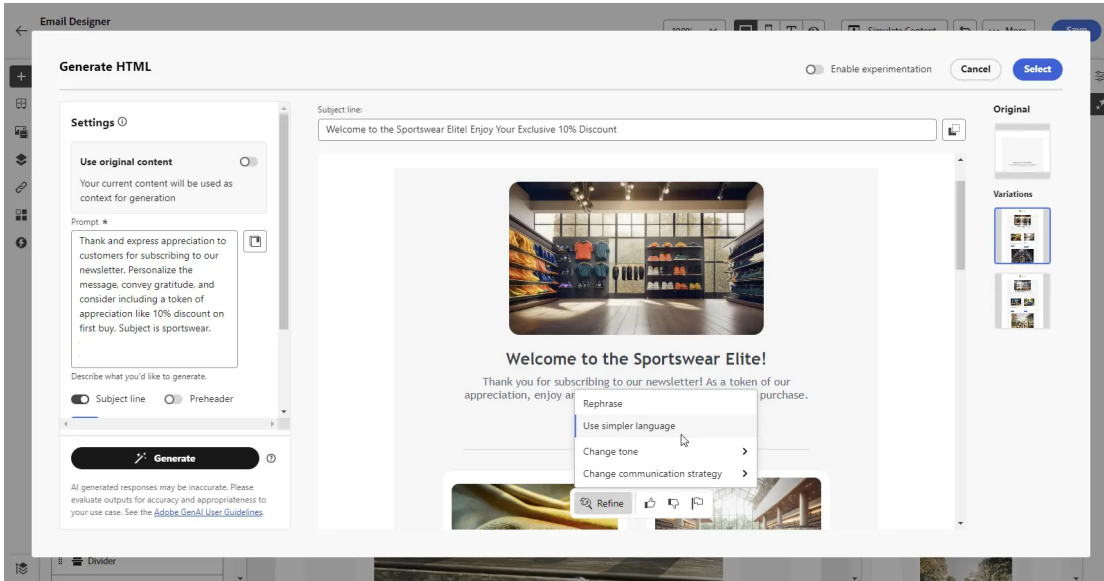 Email Designer
100%
Simulate Content
More
Save
Generate HTML
Enable experimentation
Cancel
Select
Settings
Use original content
Your current content will be used as
context for generation
Prompt *
Thank and express appreciation to
customers for subscribing to our
newsletter. Personalize the
message, convey gratitude, and
consider including a token of
appreciation like 10% discount on
first buy. Subject is sportswear.
Describe what you'd like to generate.
Subject line
Preheader
Generate
AI generated responses may be inaccurate. Please
evaluate outputs for accuracy and appropriateness to
your use case. See the Adobe GenAI User Guidelines.
Subject line:
Welcome to the Sportswear Elite! Enjoy Your Exclusive 10% Discount
Welcome to the Sportswear Elite!
Thank you for subscribing to our newsletter! As a token of our
appreciation, enjoy purchase.
Rephrase
Use simpler language
Change tone
Change communication strategy
Refine
Original
Variations
Divider